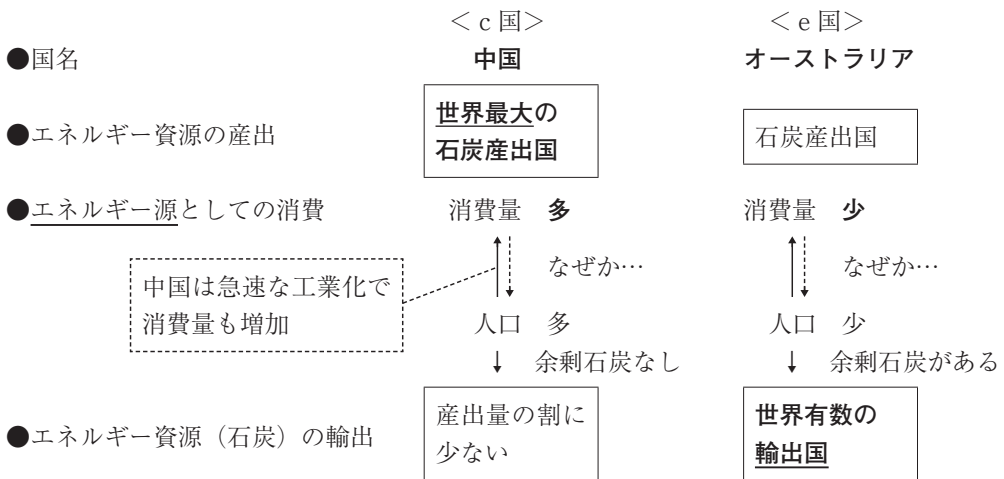 ＜ c 国＞ ＜ e 国＞
●国名 中国 オーストラリア
●エネルギー資源の産出 世界最大の
石炭産出国 石炭産出国
●エネルギー源としての消費 消費量 多 消費量 少
なぜか… なぜか…
中国は急速な工業化で
消費量も増加
人口 多 人口 少
↓ 余剰石炭なし ↓ 余剰石炭がある
●エネルギー資源（石炭）の輸出 産出量の割に
少ない 世界有数の
輸出国